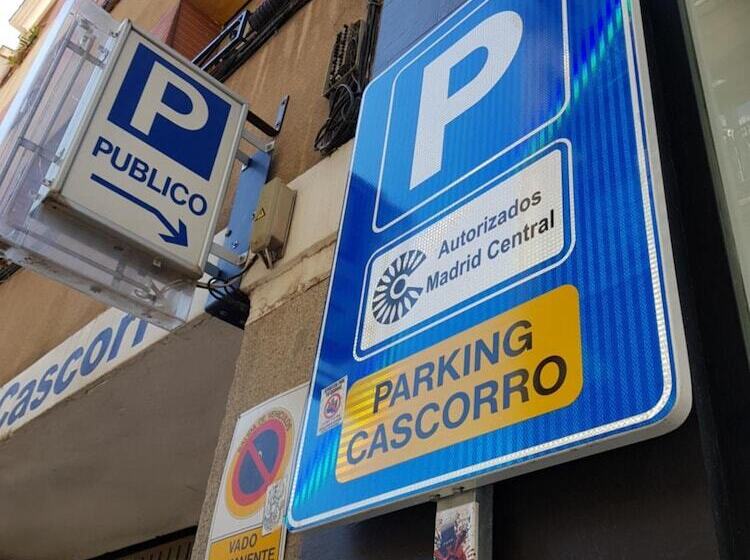 P
PUBLICO
P
Autorizados
Madrid Central
PARKING
CASCORRO
Cascorr
VADO